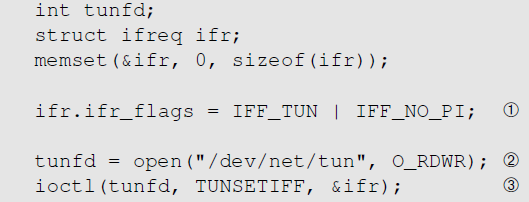 int tunfd;
struct ifreq ifr;
memset(&ifr, 0, sizeof(ifr));
ifr.ifr_flags = IFF_TUN | IFF_NO_PI; ①
tunfd = open("/dev/net/tun", O_RDWR); ②
ioctl(tunfd, TUNSETIFF, &ifr); ③